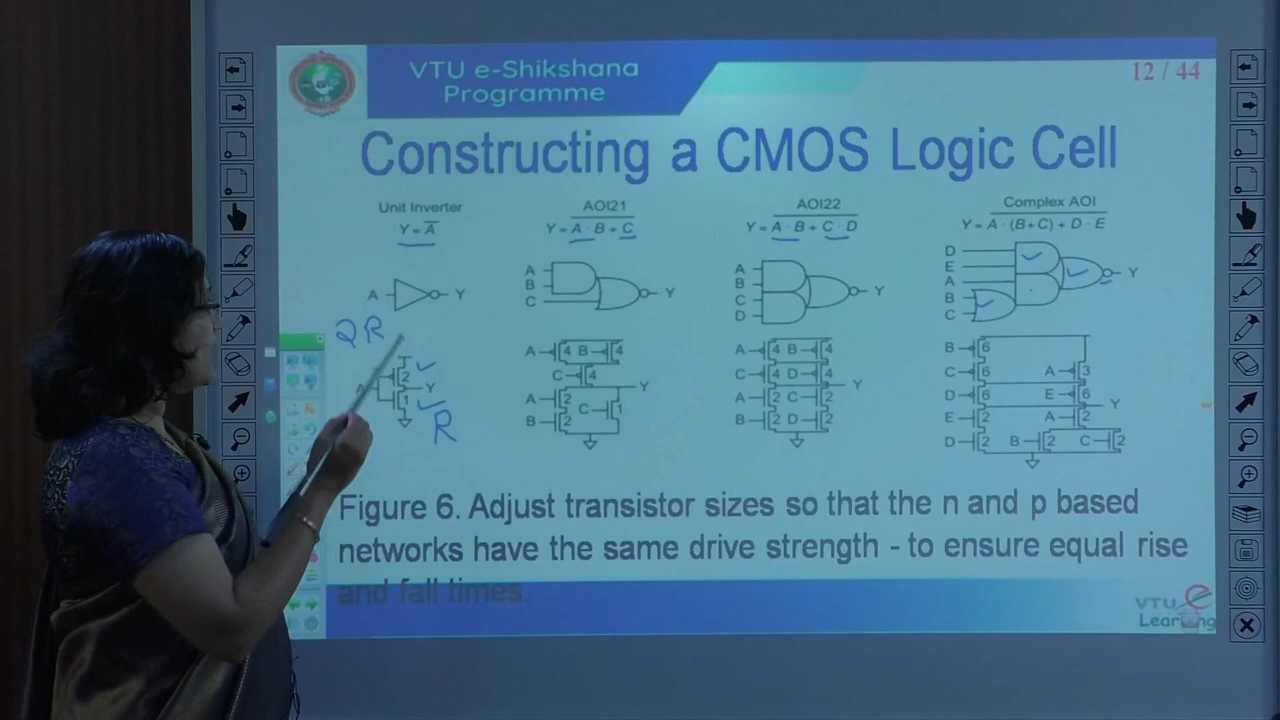 VTU e-Shikshana
Programme
12 / 44
Constructing a CMOS Logic Cell
Unit Inverter
Y = A
AOI21
Y = A · B + C
AOI22
Y = A · B + C · D
Complex AOI
Y = A · (B+C) + D · E
A Y
A
B
C
Y
A
B
C
D
Y
D
E
A
B
C
Y
2R
2
Y
1
R
A 4 B 4
C 4
Y
A 2
C 1
B 2
A 4 B 4
C 4 D 4
Y
A 2 C 2
B 2 D 2
B 6
C 6 A 3
D 6 E 6
Y
E 2 A 2
D 2 B 2 C 2
Figure 6. Adjust transistor sizes so that the n and p based
networks have the same drive strength - to ensure equal rise
and fall times.
VTU e
Learning